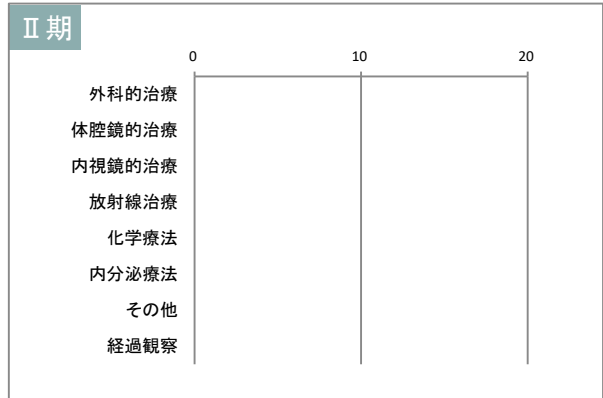 Ⅱ期
0 10 20
外科的治療
体腔鏡的治療
内視鏡的治療
放射線治療
化学療法
内分泌療法
その他
経過観察